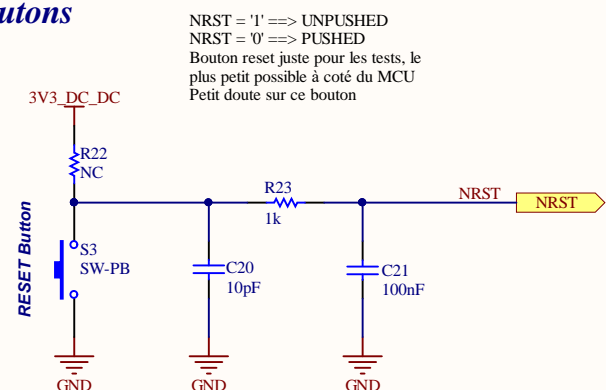 utons
NRST = '1' ==> UNPUSHED
NRST = '0' ==> PUSHED
Bouton reset juste pour les tests, le
plus petit possible à coté du MCU
Petit doute sur ce bouton
3V3_DC_DC
R22
NC
R23
1k
NRST
NRST
RESET Button
S3
SW-PB
C20
10pF
C21
100nF
GND
GND
GND